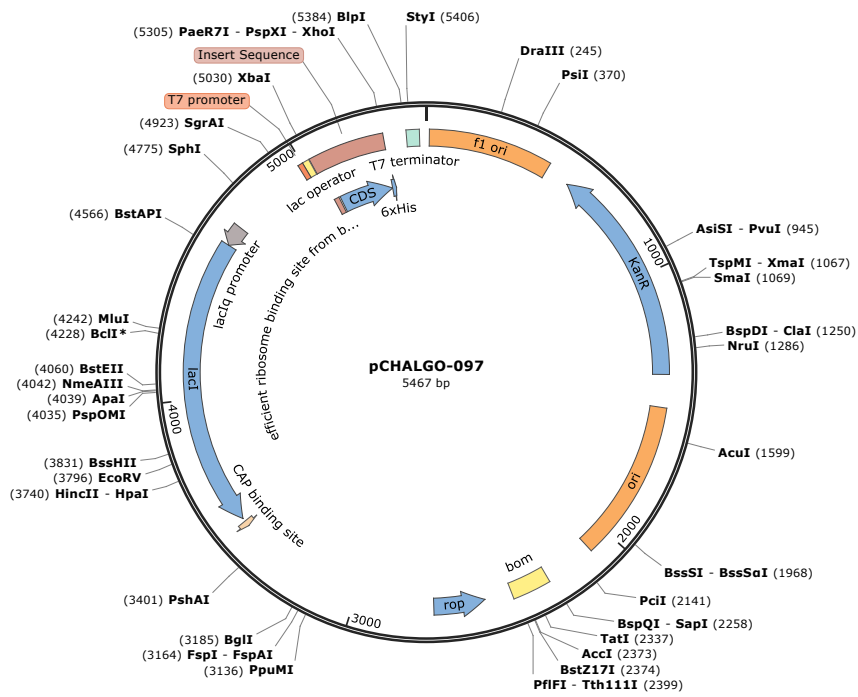 (5384) BlpI
StyI (5406)
(5305) PaeR7I - PspXI - XhoI
Insert Sequence
(5030) XbaI
T7 promoter
(4923) SgrAI
(4775) SphI
(4566) BstAPI
(4242) MluI
(4228) BclI*
(4060) BstEII
(4042) NmeAIII
(4039) ApaI
(4035) PspOMI
(3831) BssHII
(3796) EcoRV
(3740) HincII - HpaI
(3401) PshAI
(3185) BglI
(3164) FspI - FspAI
(3136) PpuMI
DraIII (245)
PsiI (370)
AsiSI - PvuI (945)
TspMI - XmaI (1067)
SmaI (1069)
BspDI - ClaI (1250)
NruI (1286)
AcuI (1599)
BssSI - BssSαI (1968)
PciI (2141)
BspQI - SapI (2258)
TatI (2337)
AccI (2373)
BstZ17I (2374)
PflFI - Tth111I (2399)
5000
1000
2000
3000
4000
f1 ori
KanR
ori
bom
rop
CAP binding site
lacI
lacIq promoter
lac operator
T7 terminator
CDS
6xHis
efficient ribosome binding site from b...
pCHALGO-097
5467 bp